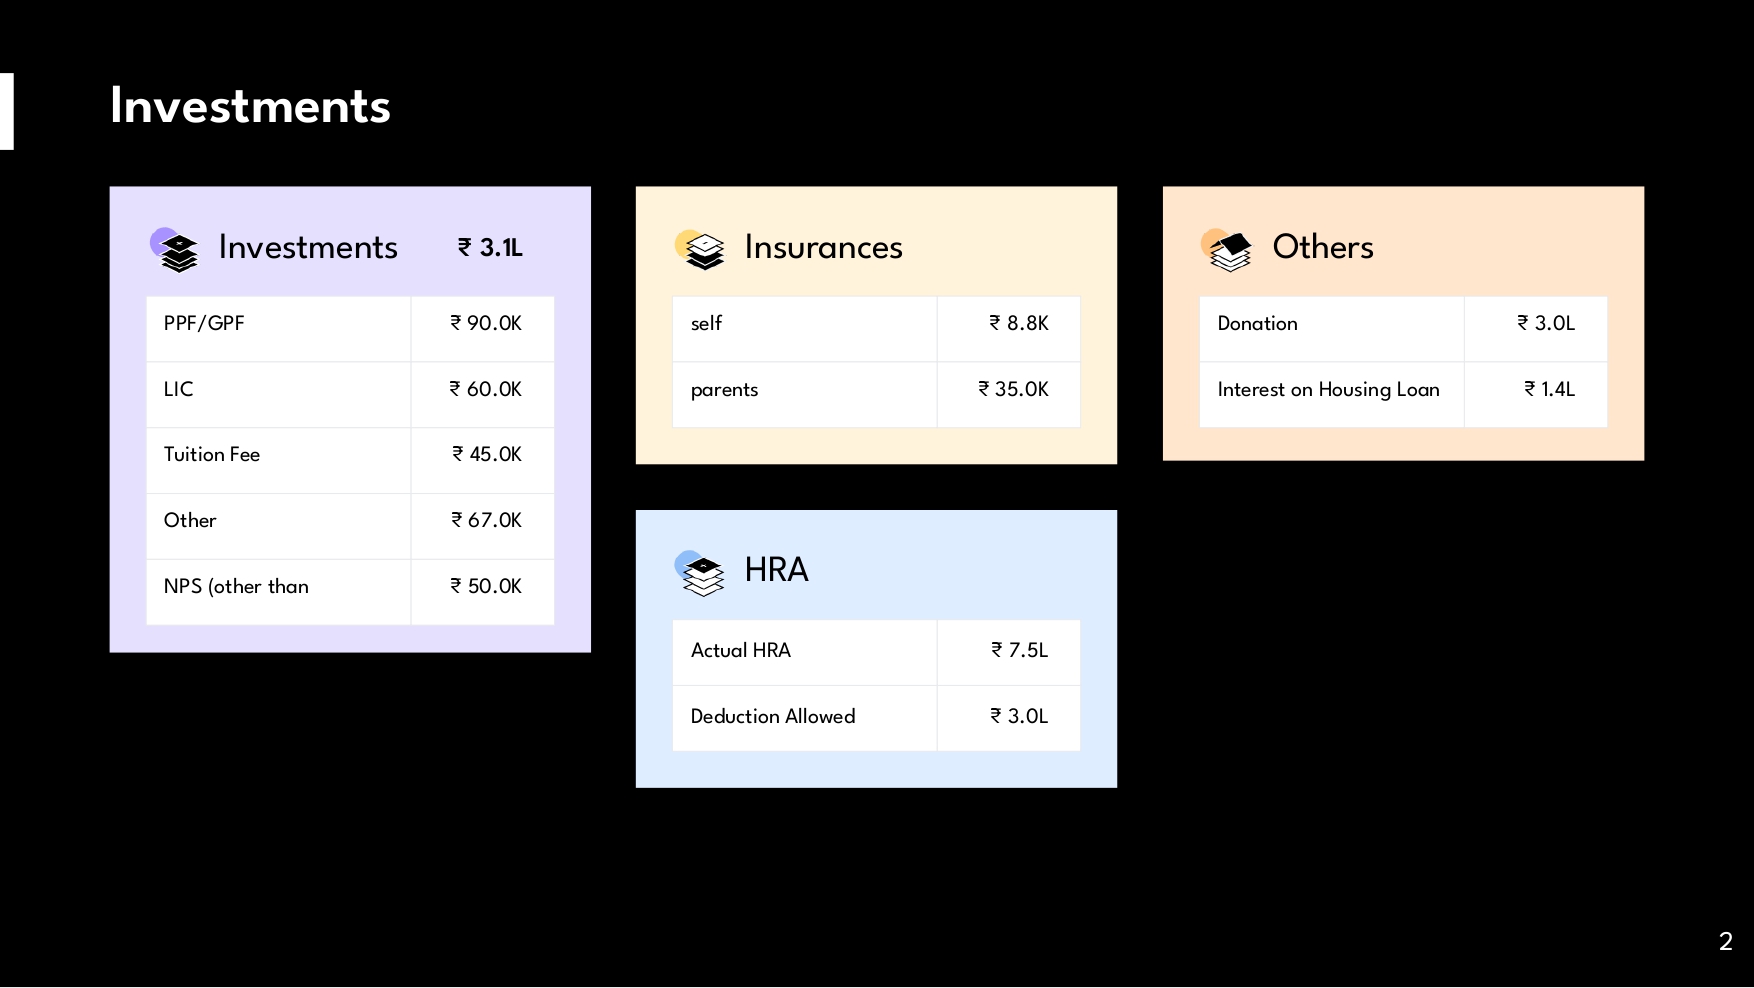 Investments
Investments ₹ 3.1L
PPF/GPF ₹ 90.0K
LIC ₹ 60.0K
Tuition Fee ₹ 45.0K
Other ₹ 67.0K
NPS (other than ₹ 50.0K
Insurances
self ₹ 8.8K
parents ₹ 35.0K
HRA
Actual HRA ₹ 7.5L
Deduction Allowed ₹ 3.0L
Others
Donation ₹ 3.0L
Interest on Housing Loan ₹ 1.4L
2